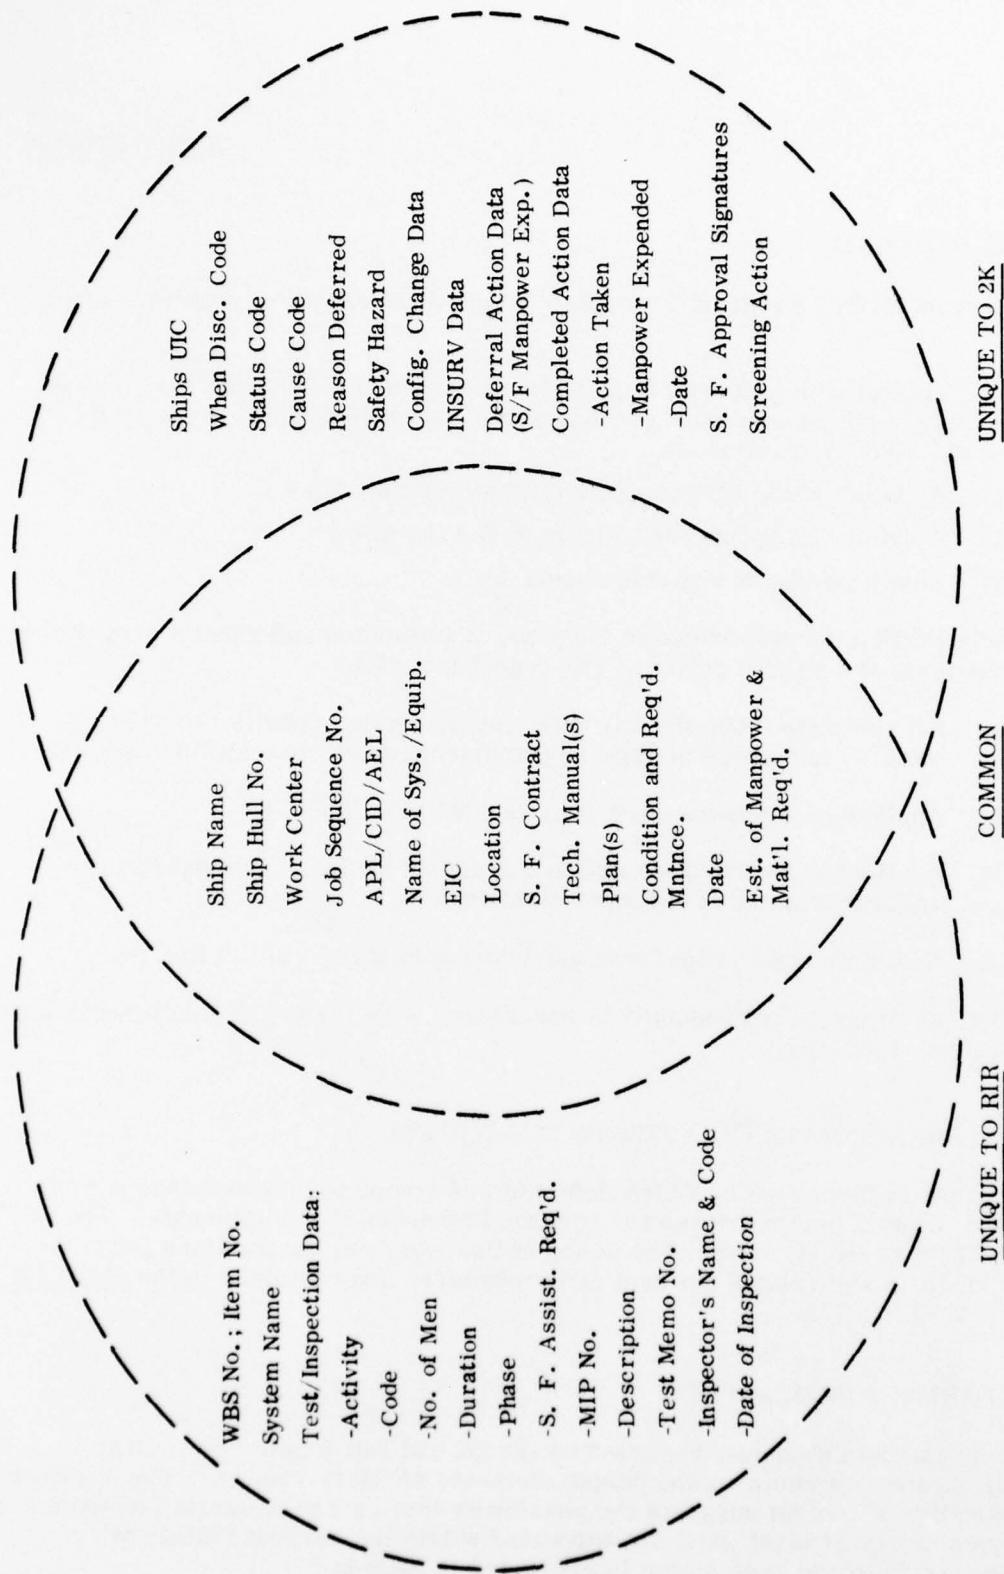 WBS No.; Item No.
System Name
Test/Inspection Data:
-Activity
-Code
-No. of Men
-Duration
-Phase
-S. F. Assist. Req'd.
-MIP No.
-Description
-Test Memo No.
-Inspector's Name & Code
-Date of Inspection
UNIQUE TO RIR
Ship Name
Ship Hull No.
Work Center
Job Sequence No.
APL/CID/AEL
Name of Sys./Equip.
EIC
Location
S. F. Contract
Tech. Manual(s)
Plan(s)
Condition and Req'd.
Mntnce.
Date
Est. of Manpower &
Mat'l. Req'd.
COMMON
Ships UIC
When Disc. Code
Status Code
Cause Code
Reason Deferred
Safety Hazard
Config. Change Data
INSURV Data
Deferral Action Data
(S/F Manpower Exp.)
Completed Action Data
-Action Taken
-Manpower Expended
-Date
S. F. Approval Signatures
Screening Action
UNIQUE TO 2K